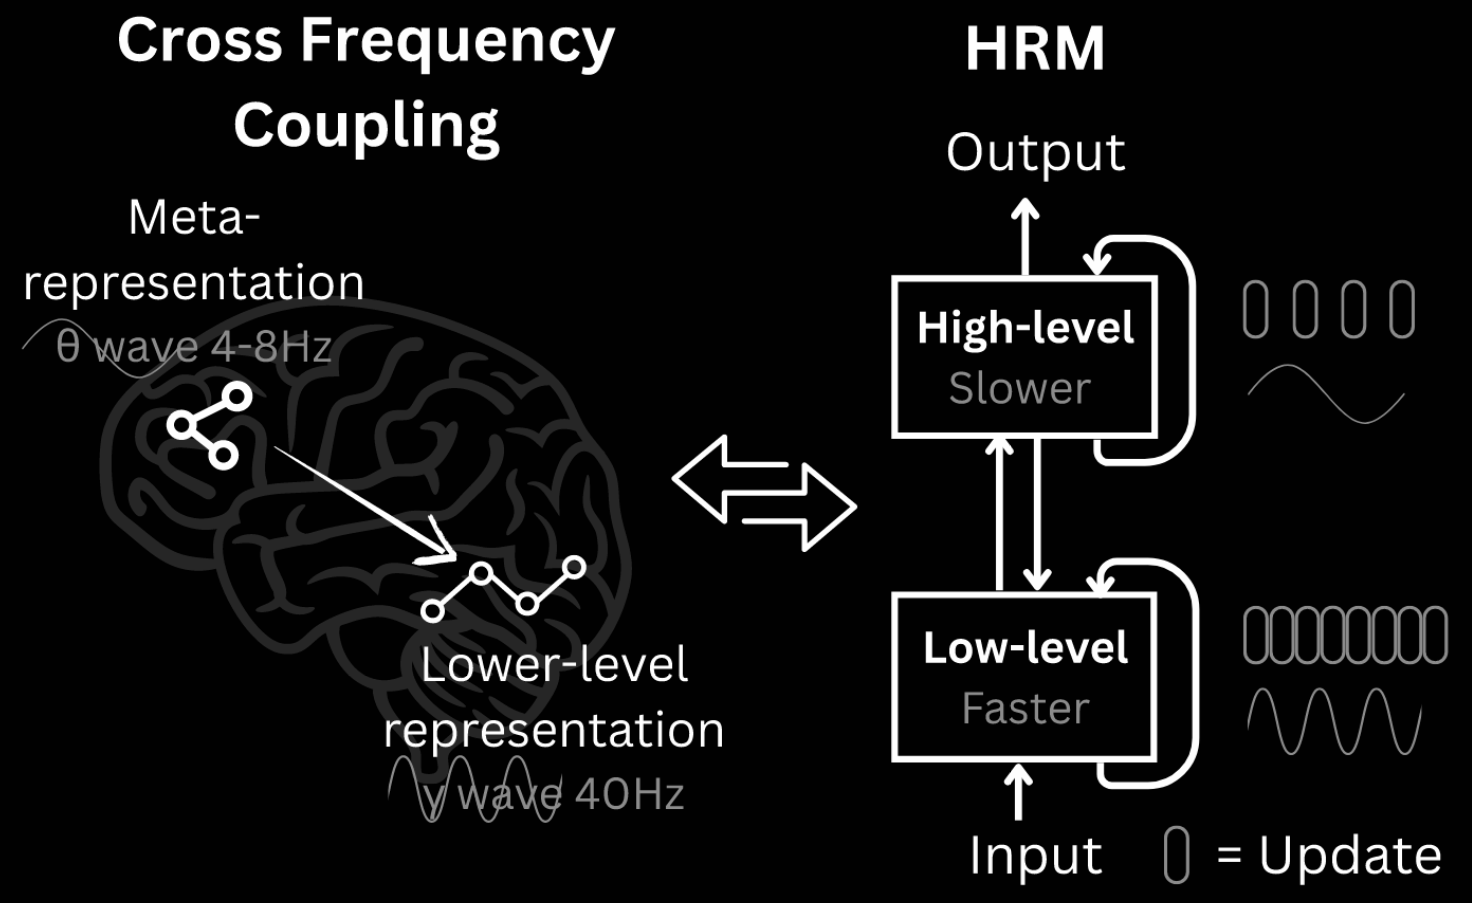 Cross Frequency
Coupling
Meta-
representation
θ wave 4-8Hz
Lower-level
representation
γ wave 40Hz
HRM
Output
High-level
Slower
Low-level
Faster
Input
= Update